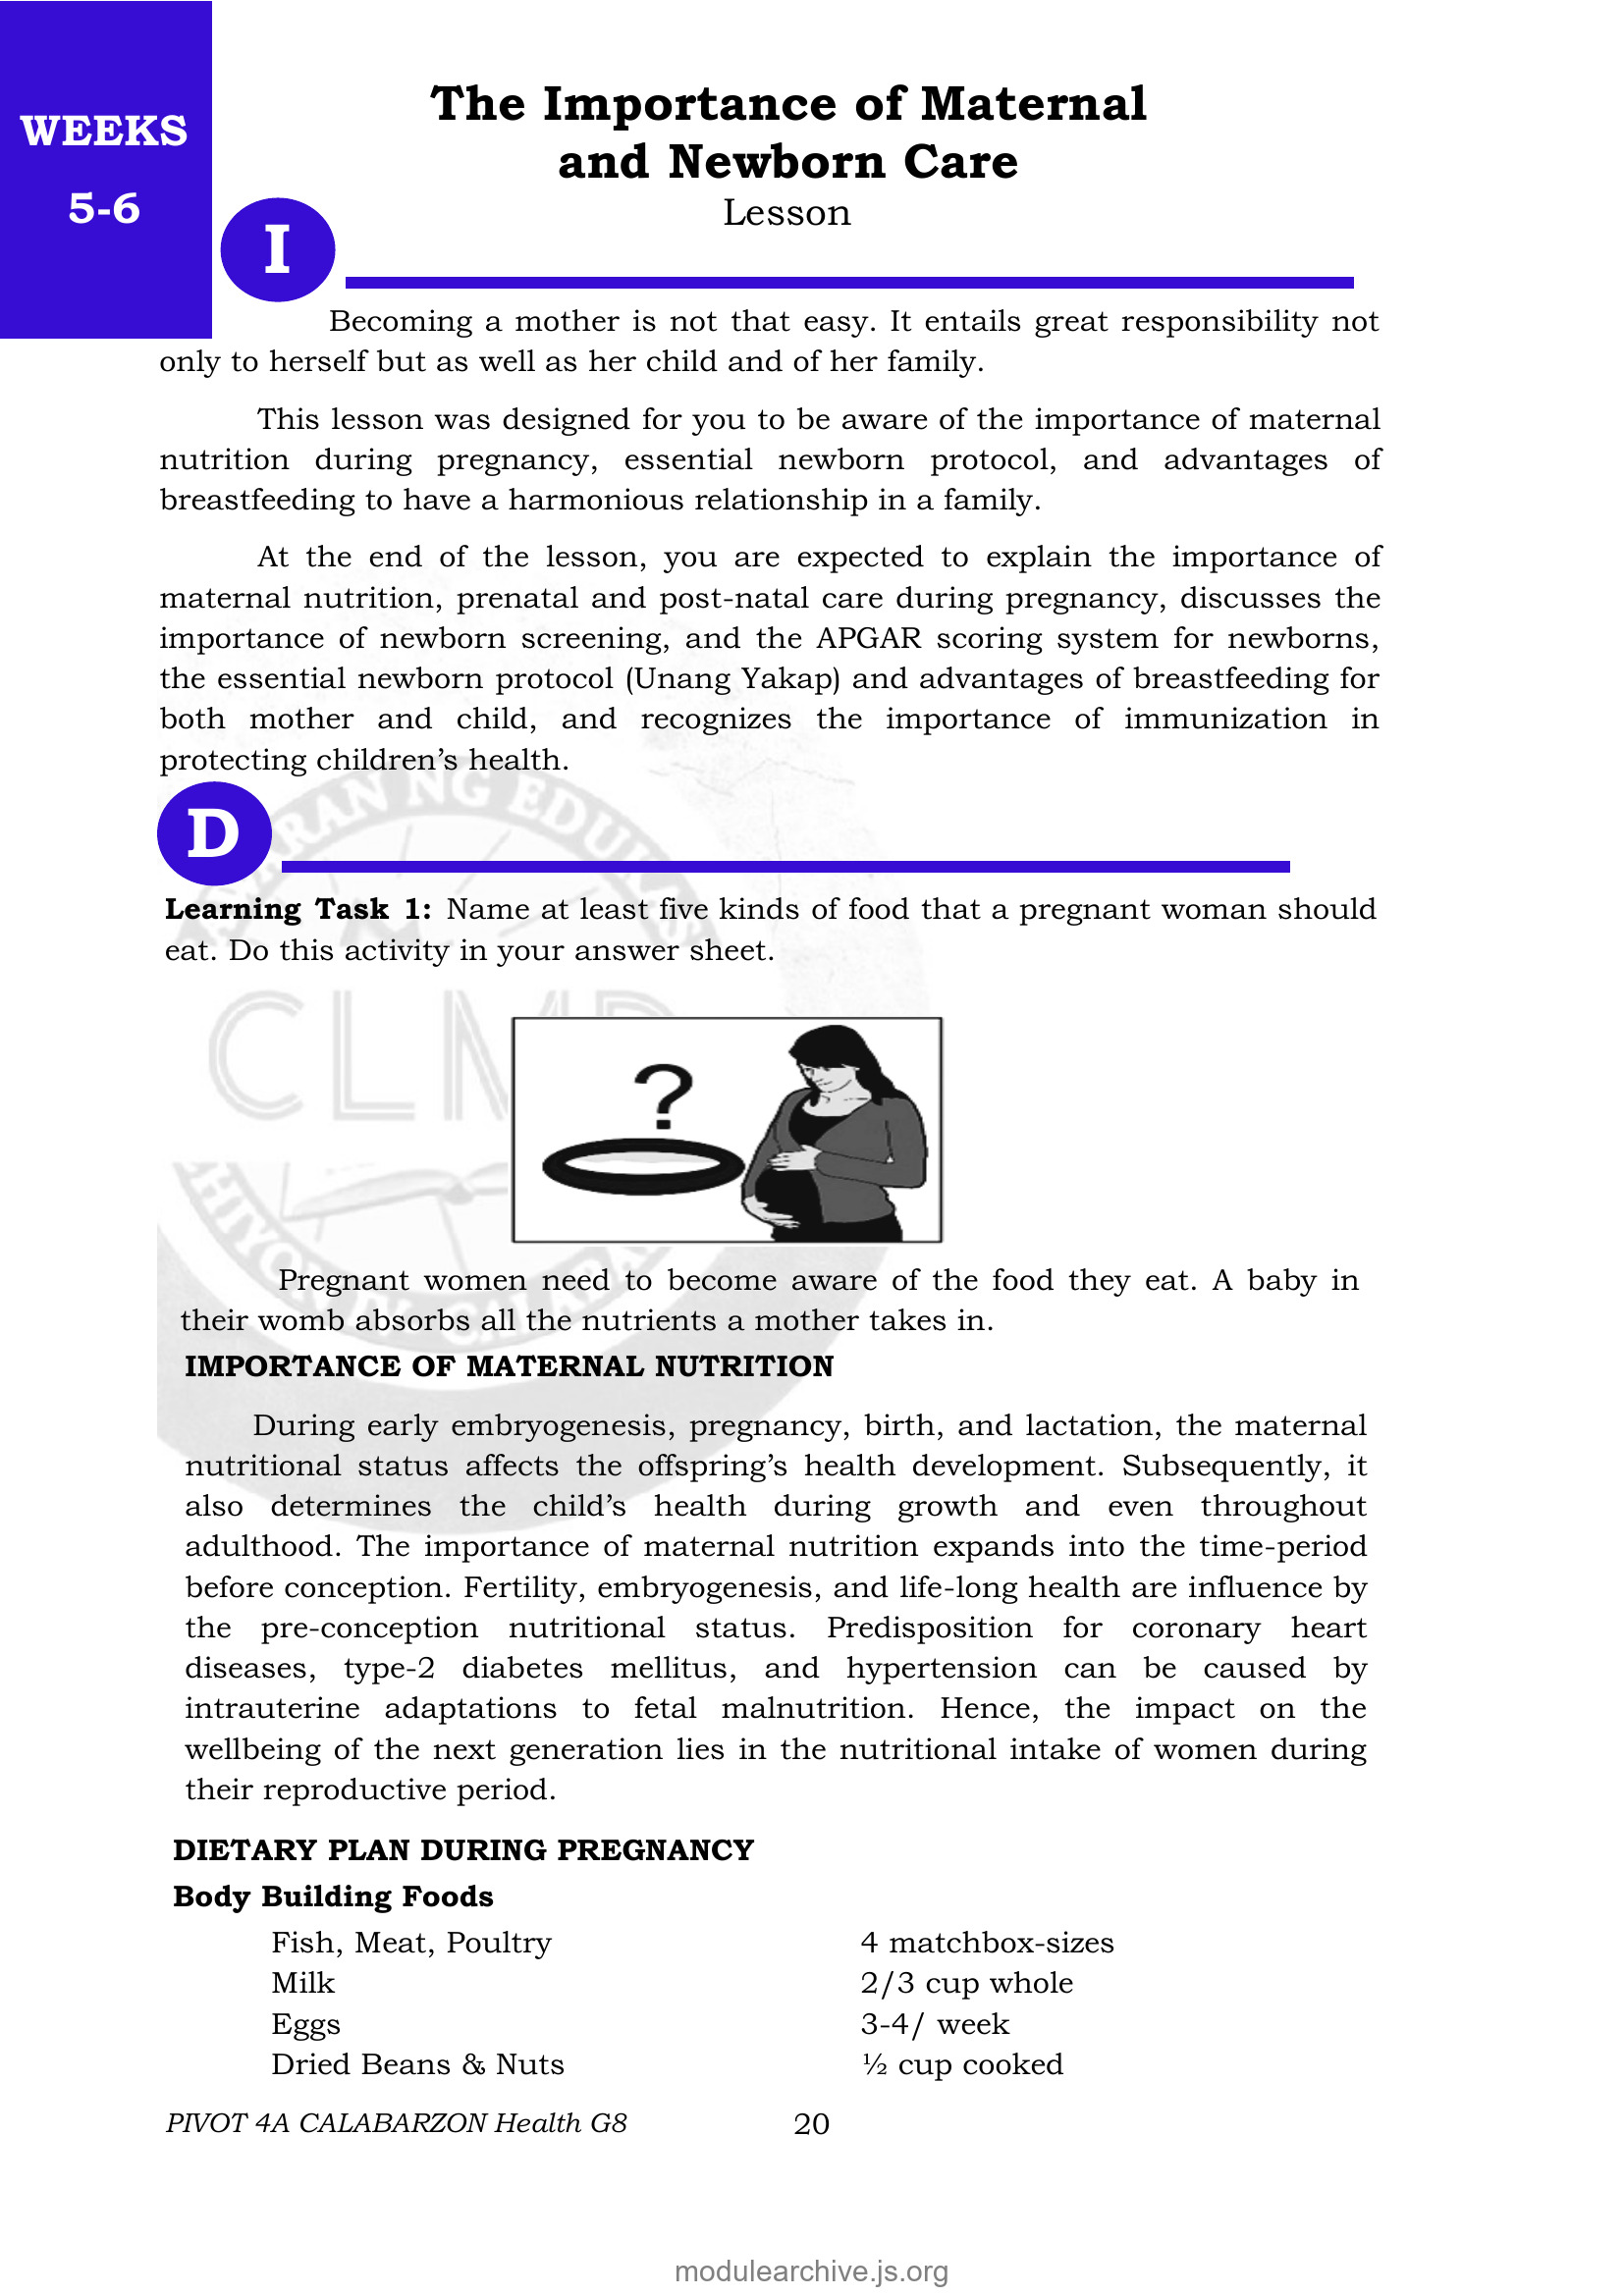 WEEKS
5-6
The Importance of Maternal
and Newborn Care
Lesson
I
Becoming a mother is not that easy. It entails great responsibility not
only to herself but as well as her child and of her family.
This lesson was designed for you to be aware of the importance of maternal
nutrition during pregnancy, essential newborn protocol, and advantages of
breastfeeding to have a harmonious relationship in a family.
At the end of the lesson, you are expected to explain the importance of
maternal nutrition, prenatal and post-natal care during pregnancy, discusses the
importance of newborn screening, and the APGAR scoring system for newborns,
the essential newborn protocol (Unang Yakap) and advantages of breastfeeding for
both mother and child, and recognizes the importance of immunization in
protecting children’s health.
D
Learning Task 1: Name at least five kinds of food that a pregnant woman should
eat. Do this activity in your answer sheet.
?
Pregnant women need to become aware of the food they eat. A baby in
their womb absorbs all the nutrients a mother takes in.
IMPORTANCE OF MATERNAL NUTRITION
During early embryogenesis, pregnancy, birth, and lactation, the maternal
nutritional status affects the offspring’s health development. Subsequently, it
also determines the child’s health during growth and even throughout
adulthood. The importance of maternal nutrition expands into the time-period
before conception. Fertility, embryogenesis, and life-long health are influence by
the pre-conception nutritional status. Predisposition for coronary heart
diseases, type-2 diabetes mellitus, and hypertension can be caused by
intrauterine adaptations to fetal malnutrition. Hence, the impact on the
wellbeing of the next generation lies in the nutritional intake of women during
their reproductive period.
DIETARY PLAN DURING PREGNANCY
Body Building Foods
Fish, Meat, Poultry 4 matchbox-sizes
Milk 2/3 cup whole
Eggs 3-4/ week
Dried Beans & Nuts ½ cup cooked
PIVOT 4A CALABARZON Health G8 20
modulearchive.js.org